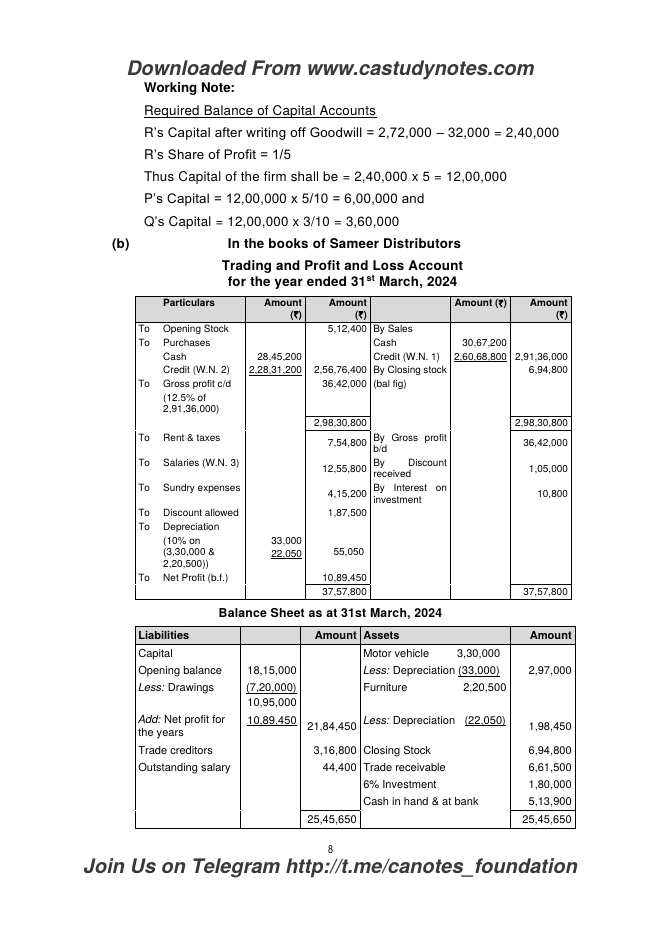 Downloaded From www.castudynotes.com
Working Note:
Required Balance of Capital Accounts
R's Capital after writing off Goodwill = 2,72,000 – 32,000 = 2,40,000
R's Share of Profit = 1/5
Thus Capital of the firm shall be = 2,40,000 x 5 = 12,00,000
P's Capital = 12,00,000 x 5/10 = 6,00,000 and
Q's Capital = 12,00,000 x 3/10 = 3,60,000
(b) In the books of Sameer Distributors
Trading and Profit and Loss Account
for the year ended 31st March, 2024
Particulars Amount (₹) Amount (₹) Amount (₹) Amount (₹)
To Opening Stock 5,12,400 By Sales
To Purchases Cash 30,67,200
Cash 28,45,200 Credit (W.N. 1) 2,60,68,800 2,91,36,000
Credit (W.N. 2) 2,28,31,200 2,56,76,400 By Closing stock 6,94,800
To Gross profit c/d 36,42,000 (bal fig)
(12.5% of
2,91,36,000)
2,98,30,800 2,98,30,800
To Rent & taxes 7,54,800 By Gross profit b/d 36,42,000
To Salaries (W.N. 3) 12,55,800 By Discount received 1,05,000
To Sundry expenses 4,15,200 By Interest on investment 10,800
To Discount allowed 1,87,500
To Depreciation
(10% on 33,000
(3,30,000 & 22,050 55,050
2,20,500))
To Net Profit (b.f.) 10,89,450
37,57,800 37,57,800
Balance Sheet as at 31st March, 2024
Liabilities Amount Assets Amount
Capital Motor vehicle 3,30,000
Opening balance 18,15,000 Less: Depreciation (33,000) 2,97,000
Less: Drawings (7,20,000) Furniture 2,20,500
10,95,000
Add: Net profit for the years 10,89,450 21,84,450 Less: Depreciation (22,050) 1,98,450
Trade creditors 3,16,800 Closing Stock 6,94,800
Outstanding salary 44,400 Trade receivable 6,61,500
6% Investment 1,80,000
Cash in hand & at bank 5,13,900
25,45,650 25,45,650
8
Join Us on Telegram http://t.me/canotes_foundation